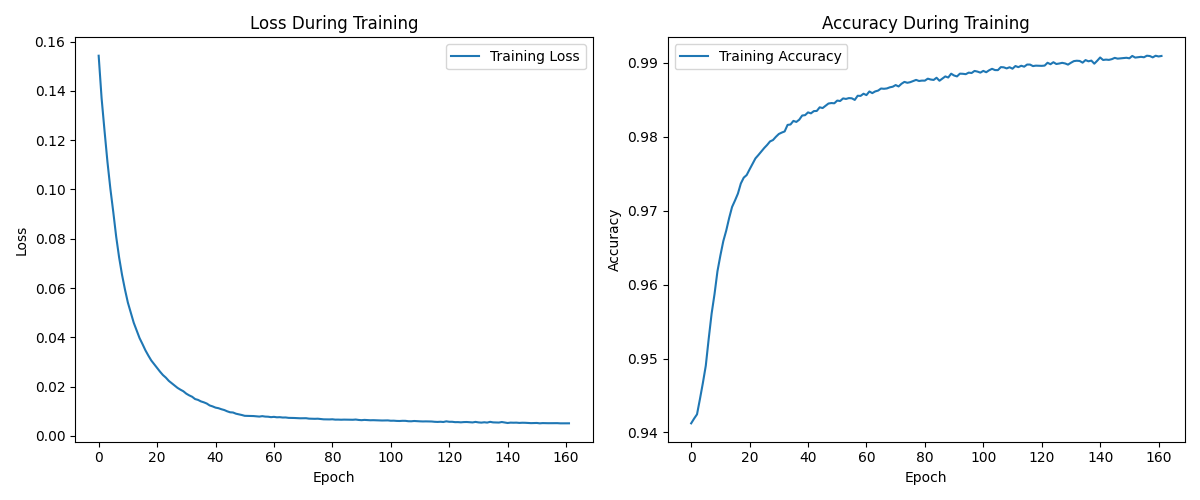 Loss During Training
Training Loss
0.16
0.14
0.12
0.10
0.08
0.06
0.04
0.02
0.00
Loss
0 20 40 60 80 100 120 140 160
Epoch
Accuracy During Training
Training Accuracy
0.99
0.98
0.97
0.96
0.95
0.94
Accuracy
0 20 40 60 80 100 120 140 160
Epoch